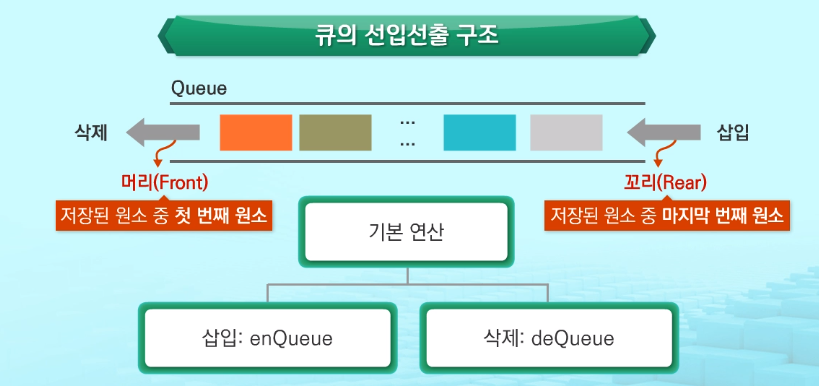 큐의 선입선출 구조
Queue
삭제
...
...
삽입
머리(Front)
꼬리(Rear)
저장된 원소 중 첫 번째 원소
저장된 원소 중 마지막 번째 원소
기본 연산
삽입: enQueue
삭제: deQueue